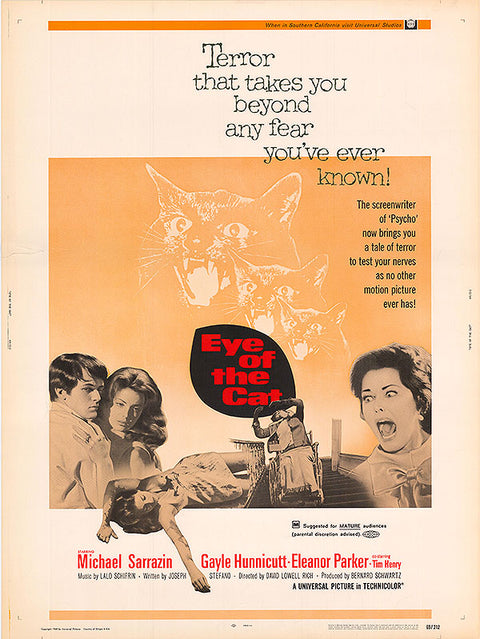 When in Southern California visit Universal Studios
Terror
that takes you
beyond
any fear
you've ever
known!
The screenwriter
of 'Psycho'
now brings you
a tale of terror
to test your nerves
as no other
motion picture
ever has!
Eye
of
the
Cat
M Suggested for MATURE audiences
(parental discretion advised).
STARRING
Michael Sarrazin Gayle Hunnicutt · Eleanor Parker · co-starring Tim Henry
Music by LALO SCHIFRIN · Written by JOSEPH STEFANO · Directed by DAVID LOWELL RICH · Produced by BERNARD SCHWARTZ
A UNIVERSAL PICTURE IN TECHNICOLOR®
69/212